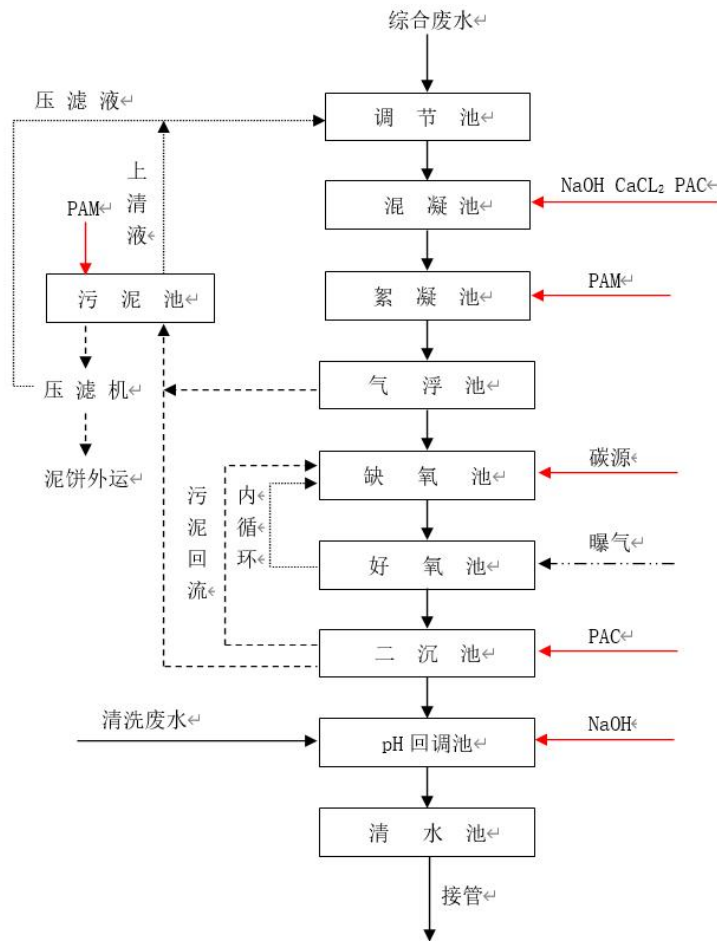 综合废水↵
压 滤 液↵
调 节 池↵
上清液↵
NaOH CaCL₂ PAC↵
混 凝 池↵
PAM↵
污 泥 池↵
PAM↵
絮 凝 池↵
压 滤 机↵
气 浮 池↵
泥饼外运↵
污泥回流↵
内↵循↵环↵
碳源↵
缺 氧 池↵
曝气↵
好 氧 池↵
PAC↵
二 沉 池↵
清洗废水↵
NaOH↵
pH 回调池↵
清 水 池↵
接管↵